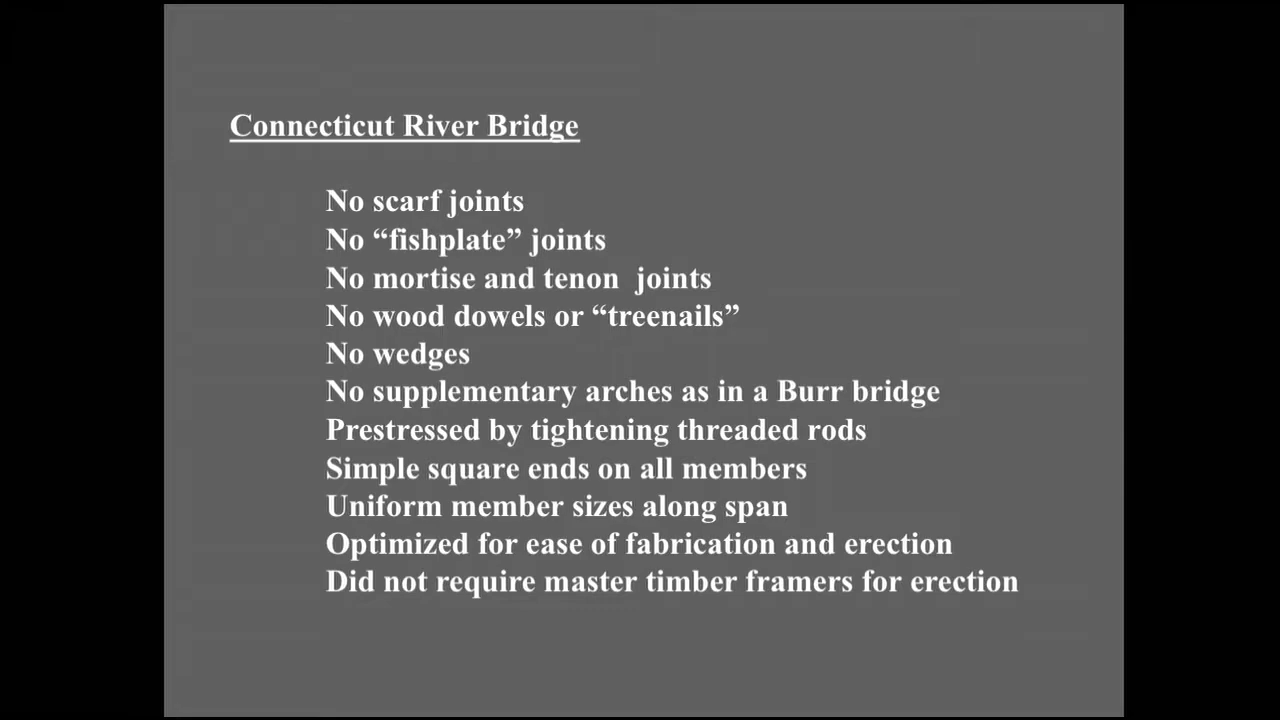 Connecticut River Bridge
No scarf joints
No “fishplate” joints
No mortise and tenon  joints
No wood dowels or “treenails”
No wedges
No supplementary arches as in a Burr bridge
Prestressed by tightening threaded rods
Simple square ends on all members
Uniform member sizes along span
Optimized for ease of fabrication and erection
Did not require master timber framers for erection